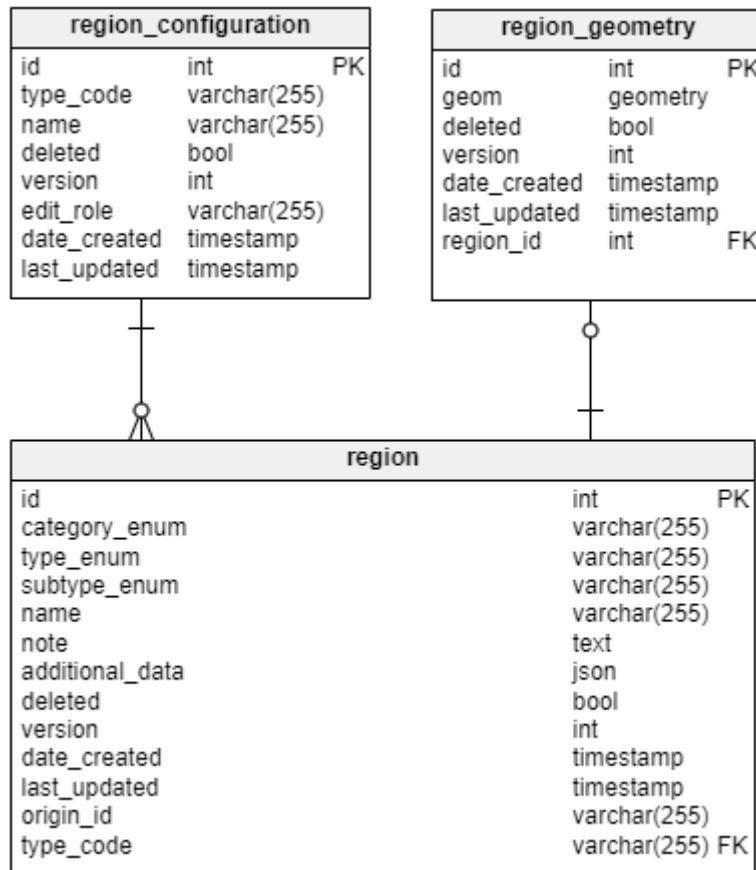 region_configuration
id int PK
type_code varchar(255)
name varchar(255)
deleted bool
version int
edit_role varchar(255)
date_created timestamp
last_updated timestamp
region_geometry
id int PK
geom geometry
deleted bool
version int
date_created timestamp
last_updated timestamp
region_id int FK
region
id int PK
category_enum varchar(255)
type_enum varchar(255)
subtype_enum varchar(255)
name varchar(255)
note text
additional_data json
deleted bool
version int
date_created timestamp
last_updated timestamp
origin_id varchar(255)
type_code varchar(255) FK